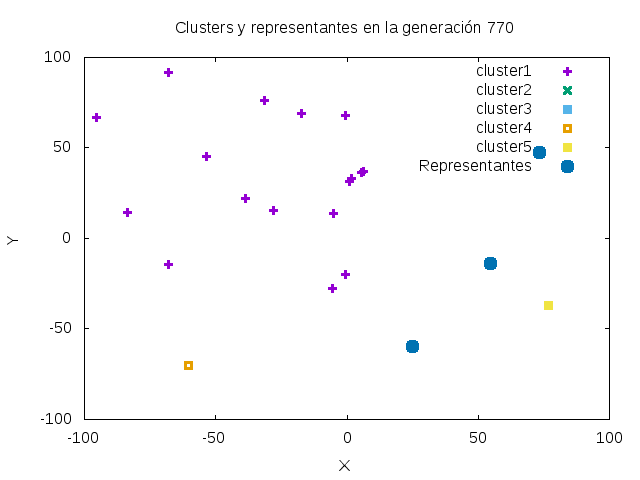 Clusters y representantes en la generación 770
100
50
0
-50
-100
Y
cluster1
cluster2
cluster3
cluster4
cluster5
Representantes
-100 -50 0 50 100
X